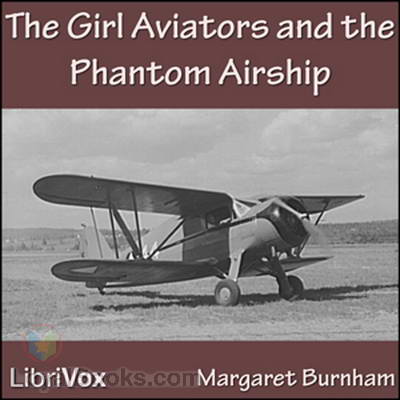 The Girl Aviators and the
Phantom Airship
LibriVox Margaret Burnham